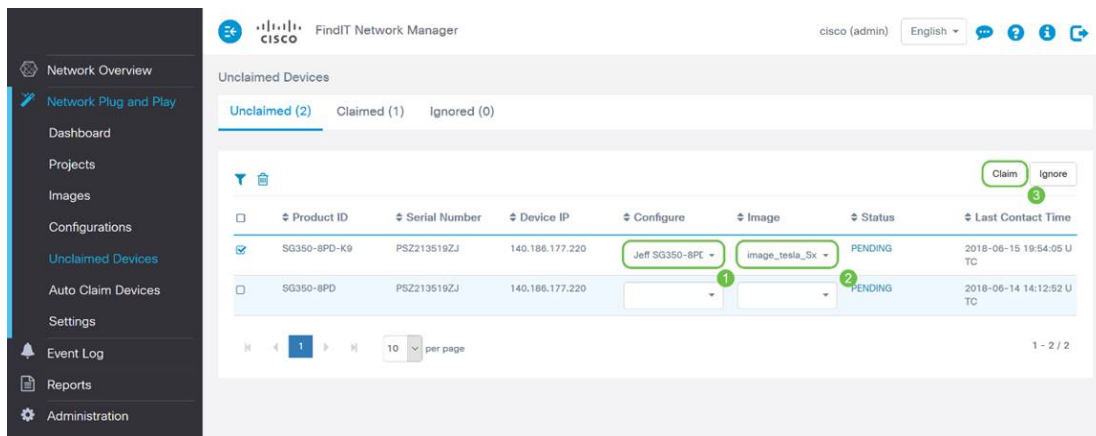 CISCO FindIT Network Manager cisco (admin) English
Network Overview
Network Plug and Play
Dashboard
Projects
Images
Configurations
Unclaimed Devices
Auto Claim Devices
Settings
Event Log
Reports
Administration
Unclaimed Devices
Unclaimed (2) Claimed (1) Ignored (0)
Claim Ignore
3
Product ID Serial Number Device IP Configure Image Status Last Contact Time
SG350-8PD-K9 PSZ213519ZJ 140.186.177.220 Jeff SG350-8PD image_tesla_Sx PENDING 2018-06-15 19:54:05 U
TC
1 2
SG350-8PD PSZ213519ZJ 140.186.177.220 PENDING 2018-06-14 14:12:52 U
TC
1 10 per page 1 - 2 / 2